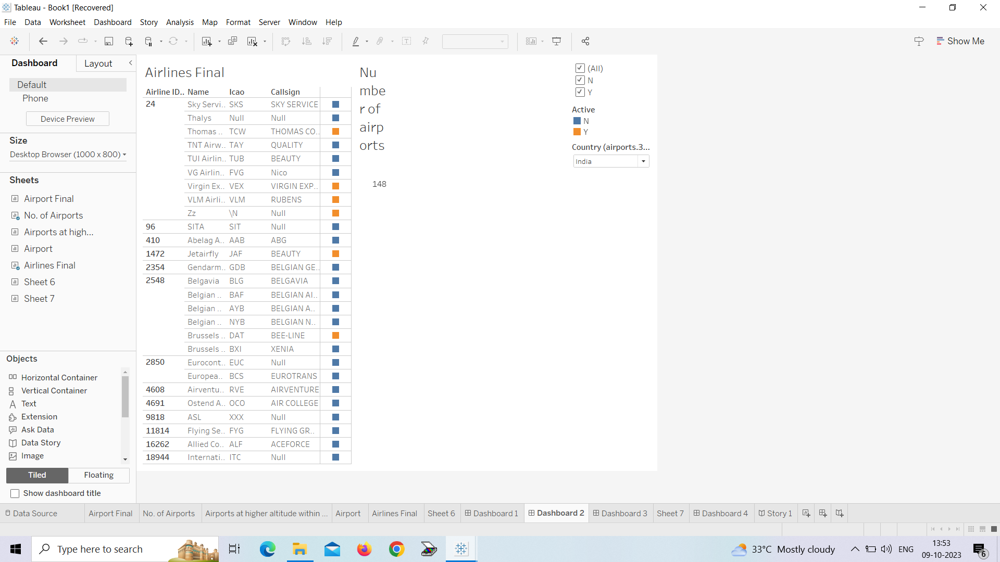 Tableau - Book1 [Recovered]
File Data Worksheet Dashboard Story Analysis Map Format Server Window Help
Show Me
Dashboard Layout
Default
Phone
Device Preview
Size
Desktop Browser (1000 x 800)
Sheets
Airport Final
No. of Airports
Airports at high...
Airport
Airlines Final
Sheet 6
Sheet 7
Objects
Horizontal Container
Vertical Container
Text
Extension
Ask Data
Data Story
Image
Tiled Floating
Show dashboard title
Airlines Final
Airline ID.. Name Icao Callsign
24 Sky Servi.. SKS SKY SERVICE
Thalys Null Null
Thomas .. TCW THOMAS CO..
TNT Airw.. TAY QUALITY
TUI Airlin.. TUB BEAUTY
VG Airlin.. FVG Nico
Virgin Ex.. VEX VIRGIN EXP..
VLM Airli.. VLM RUBENS
Zz \N Null
96 SITA SIT Null
410 Abelag A.. AAB ABG
1472 Jetairfly JAF BEAUTY
2354 Gendarm.. GDB BELGIAN GE..
2548 Belgavia BLG BELGAVIA
Belgian .. BAF BELGIAN AI..
Belgian .. AYB BELGIAN A..
Belgian .. NYB BELGIAN N..
Brussels .. DAT BEE-LINE
Brussels .. BXI XENIA
2850 Eurocont.. EUC Null
Europea.. BCS EUROTRANS
4608 Airventu.. RVE AIRVENTURE
4691 Ostend A.. OCO AIR COLLEGE
9818 ASL XXX Null
11814 Flying Se.. FYG FLYING GR..
16262 Allied Co.. ALF ACEFORCE
18944 Internati.. ITC Null
Nu
mbe
r of
airp
orts
148
(All)
N
Y
Active
N
Y
Country (airports.3...
India
Data Source Airport Final No. of Airports Airports at higher altitude within ... Airport Airlines Final Sheet 6 Dashboard 1 Dashboard 2 Dashboard 3 Sheet 7 Dashboard 4 Story 1
Type here to search
33°C Mostly cloudy
ENG
13:53
09-10-2023
6